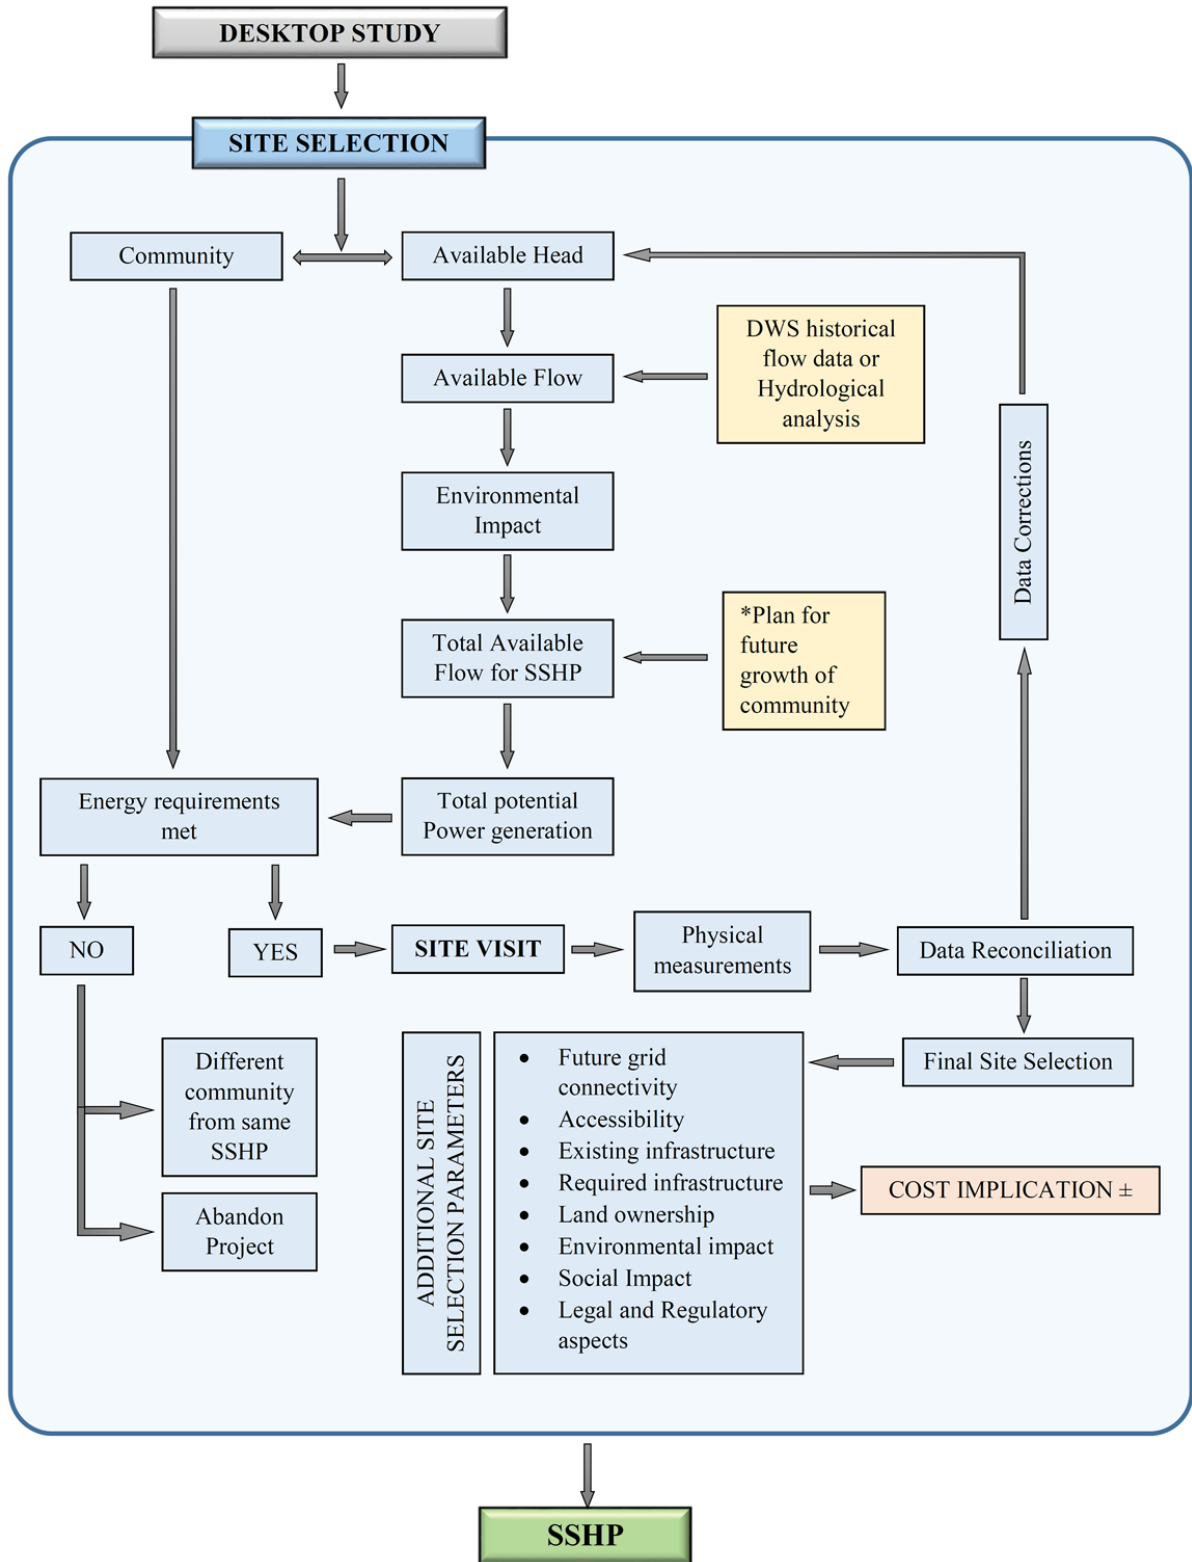 DESKTOP STUDY
SITE SELECTION
Community
Available Head
DWS historical
flow data or
Hydrological
analysis
Available Flow
Environmental
Impact
Data Corrections
*Plan for
future
growth of
community
Total Available
Flow for SSHP
Energy requirements
met
Total potential
Power generation
NO
YES
SITE VISIT
Physical
measurements
Data Reconciliation
Different
community
from same
SSHP
Abandon
Project
ADDITIONAL SITE
SELECTION PARAMETERS
• Future grid
connectivity
• Accessibility
• Existing infrastructure
• Required infrastructure
• Land ownership
• Environmental impact
• Social Impact
• Legal and Regulatory
aspects
Final Site Selection
COST IMPLICATION ±
SSHP